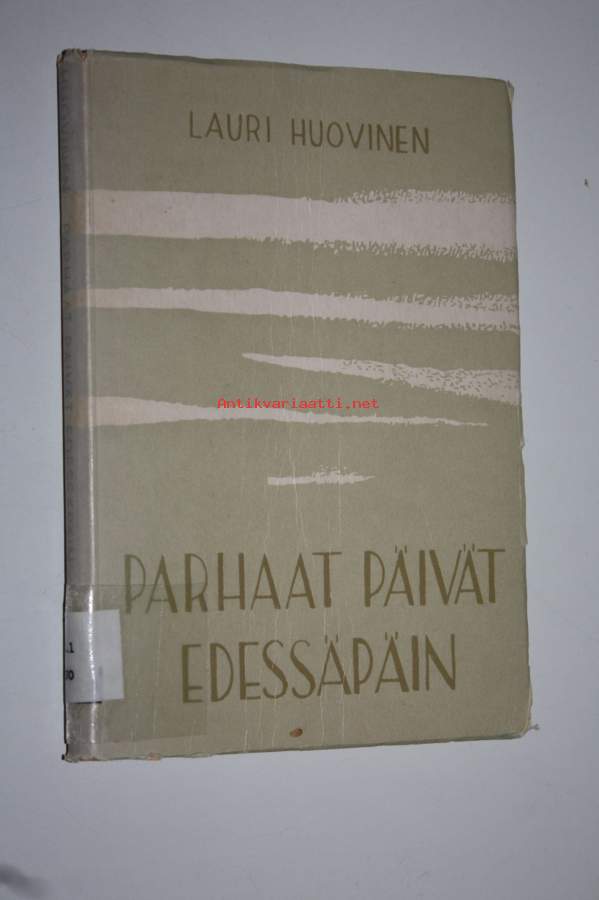 LAURI HUOVINEN
Antikvariaatti.net
PARHAAT PÄIVÄT
EDESSÄPÄIN